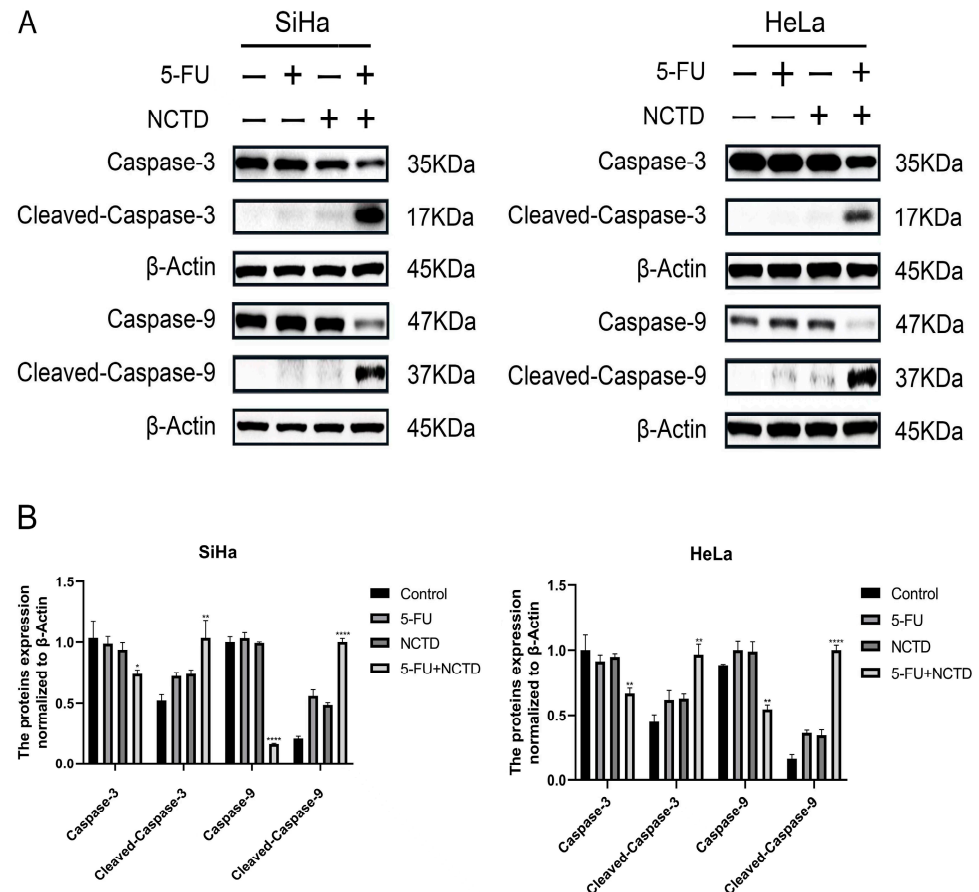 A
SiHa
5-FU — + — +
NCTD — — + +
Caspase-3 35KDa
Cleaved-Caspase-3 17KDa
β-Actin 45KDa
Caspase-9 47KDa
Cleaved-Caspase-9 37KDa
β-Actin 45KDa
HeLa
5-FU — + — +
NCTD — — + +
Caspase-3 35KDa
Cleaved-Caspase-3 17KDa
β-Actin 45KDa
Caspase-9 47KDa
Cleaved-Caspase-9 37KDa
β-Actin 45KDa
B
SiHa
The proteins expression
normalized to β-Actin
1.5
1.0
0.5
0.0
*
**
****
****
Caspase-3
Cleaved-Caspase-3
Caspase-9
Cleaved-Caspase-9
Control
5-FU
NCTD
5-FU+NCTD
HeLa
The proteins expression
normalized to β-Actin
1.5
1.0
0.5
0.0
**
**
**
****
Caspase-3
Cleaved-Caspase-3
Caspase-9
Cleaved-Caspase-9
Control
5-FU
NCTD
5-FU+NCTD